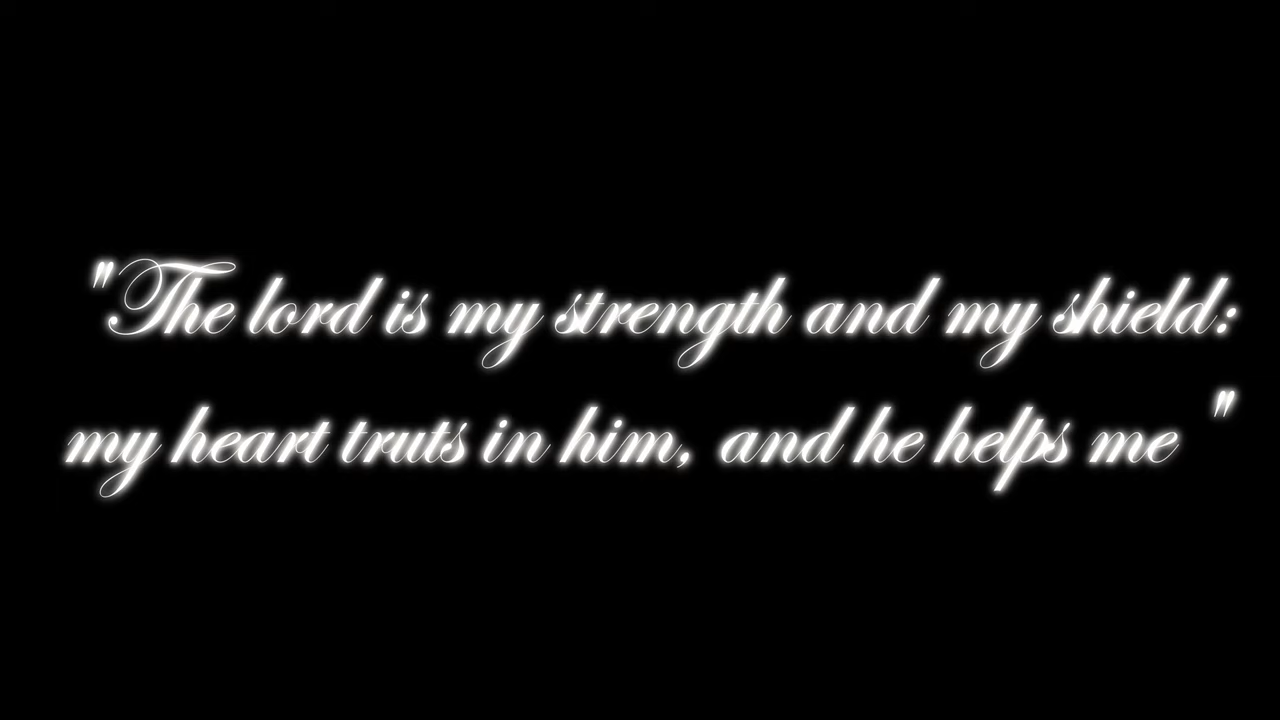 "The lord is my strength and my shield:
my heart truts in him, and he helps me "